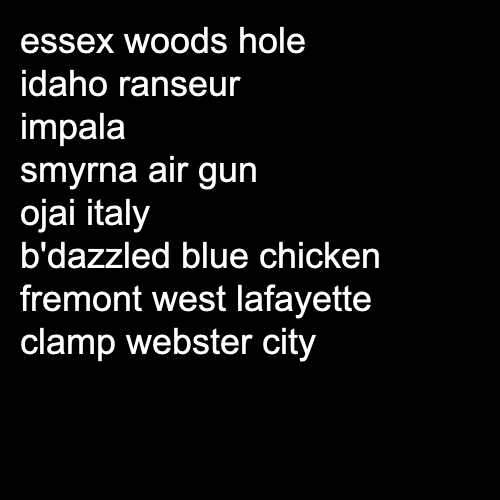 essex woods hole
idaho ranseur
impala
smyrna air gun
ojai italy
b'dazzled blue chicken
fremont west lafayette
clamp webster city